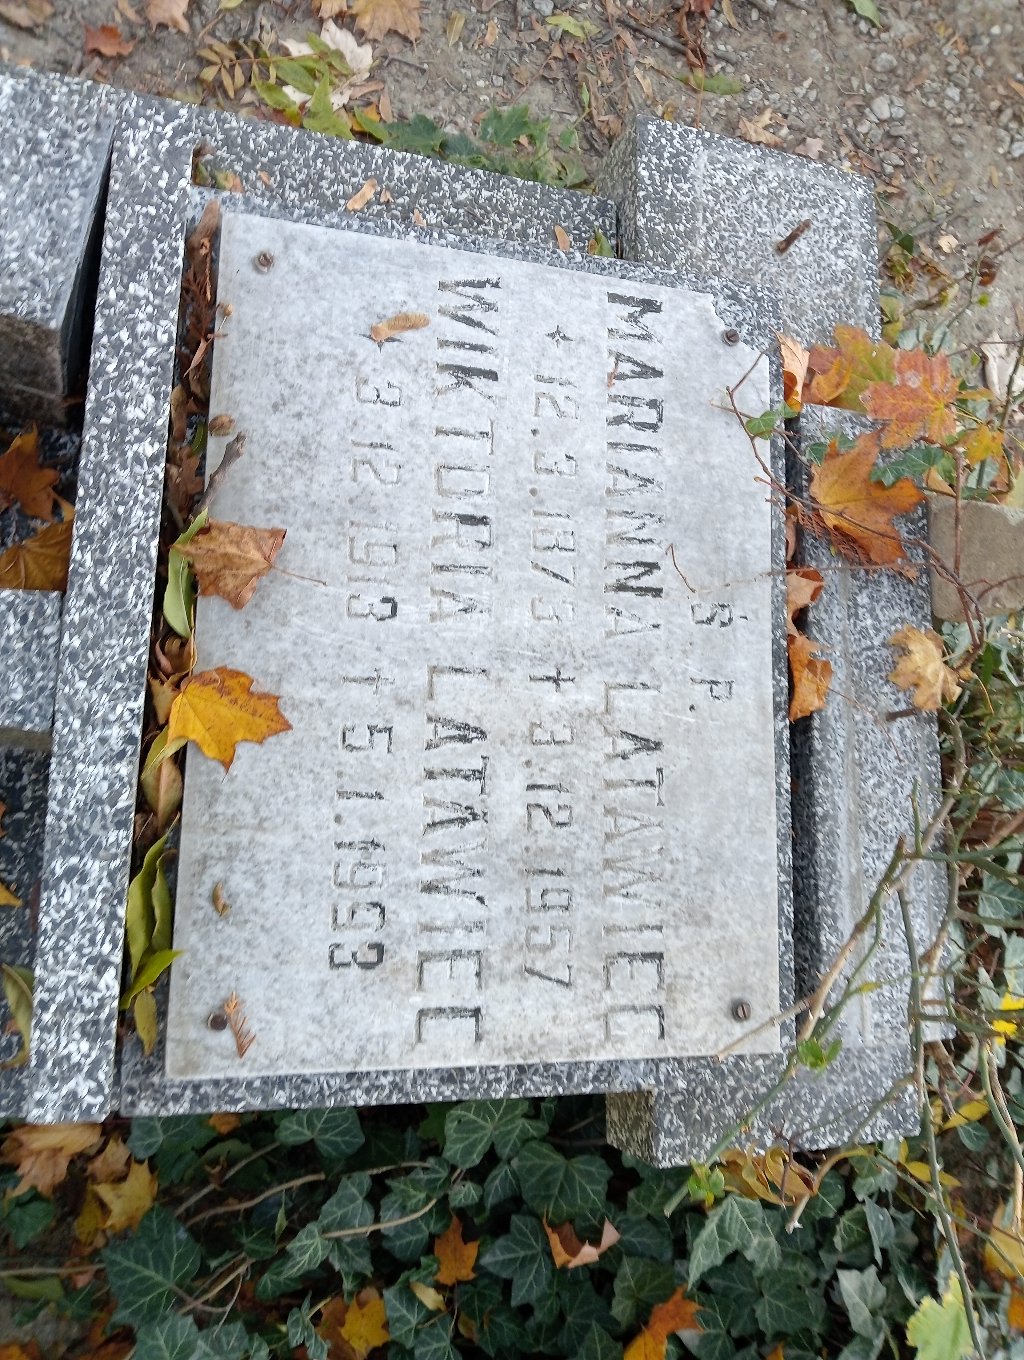 Ś P
MARIANNA LATAWIEC
✦ 12.3.1873 † 3.12.1957
WIKTORIA LATAWIEC
✦ 3.12.1913 † 5.1.1993